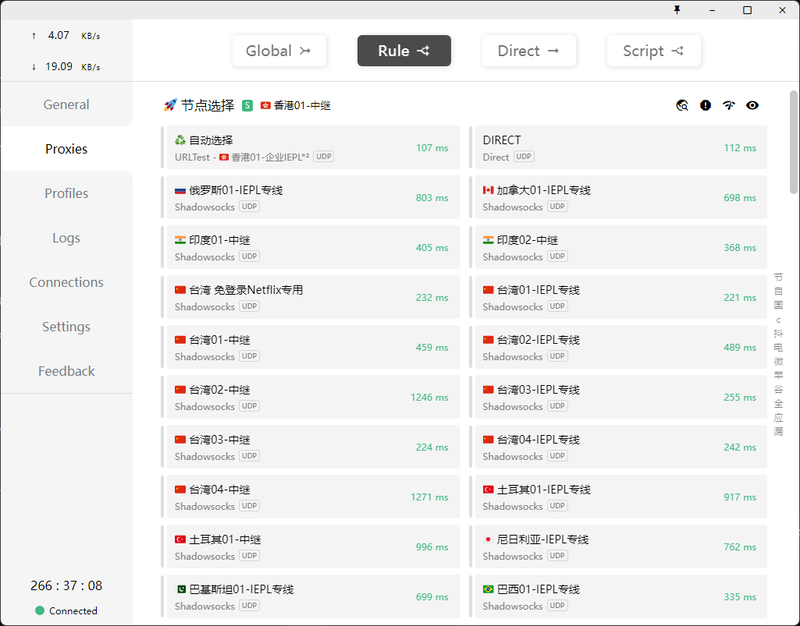 ↑ 4.07 KB/s
↓ 19.09 KB/s
General
Proxies
Profiles
Logs
Connections
Settings
Feedback
266 : 37 : 08
Connected
Global
Rule
Direct →
Script
🚀 节点选择 S 🇭🇰 香港01-中继
♻️ 自动选择
URLTest - 🇭🇰 香港01-企业IEPL*² UDP
107 ms
DIRECT
Direct UDP
112 ms
俄罗斯01-IEPL专线
Shadowsocks UDP
803 ms
加拿大01-IEPL专线
Shadowsocks UDP
698 ms
印度01-中继
Shadowsocks UDP
405 ms
印度02-中继
Shadowsocks UDP
368 ms
台湾 免登录Netflix专用
Shadowsocks UDP
232 ms
台湾01-IEPL专线
Shadowsocks UDP
221 ms
台湾01-中继
Shadowsocks UDP
459 ms
台湾02-IEPL专线
Shadowsocks UDP
489 ms
台湾02-中继
Shadowsocks UDP
1246 ms
台湾03-IEPL专线
Shadowsocks UDP
255 ms
台湾03-中继
Shadowsocks UDP
224 ms
台湾04-IEPL专线
Shadowsocks UDP
242 ms
台湾04-中继
Shadowsocks UDP
1271 ms
土耳其01-IEPL专线
Shadowsocks UDP
917 ms
土耳其01-中继
Shadowsocks UDP
996 ms
尼日利亚-IEPL专线
Shadowsocks UDP
762 ms
巴基斯坦01-IEPL专线
Shadowsocks UDP
699 ms
巴西01-IEPL专线
Shadowsocks UDP
335 ms
节
自
国
c
抖
电
微
苹
谷
全
应
漏